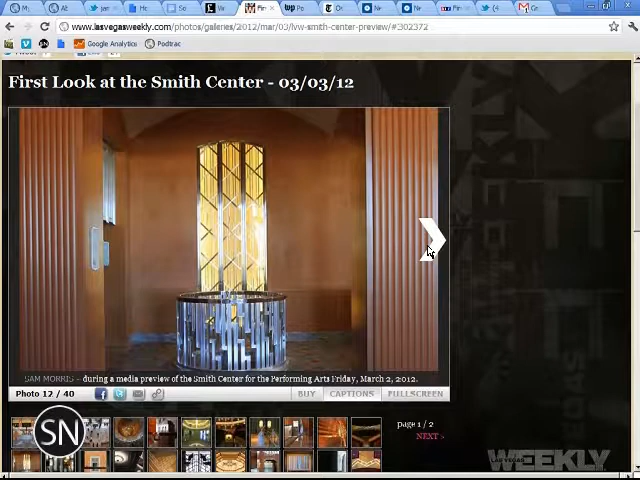 www.lasvegasweekly.com/photos/galleries/2012/mar/03/lvw-smith-center-preview/#302372
Google Analytics
Podtrac
First Look at the Smith Center - 03/03/12
SAM MORRIS - during a media preview of the Smith Center for the Performing Arts Friday, March 2, 2012.
Photo 12 / 40
BUY
CAPTIONS
FULLSCREEN
page 1 / 2
NEXT >
SN
LAS VEGAS
WEEKLY